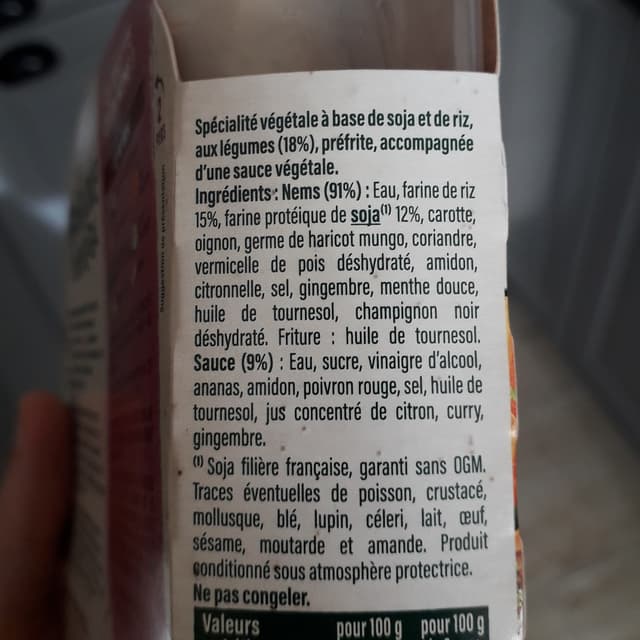 Spécialité végétale à base de soja et de riz,
aux légumes (18%), préfrite, accompagnée
d'une sauce végétale.
Ingrédients : Nems (91%) : Eau, farine de riz
15%, farine protéique de soja⁽¹⁾ 12%, carotte,
oignon, germe de haricot mungo, coriandre,
vermicelle de pois déshydraté, amidon,
citronnelle, sel, gingembre, menthe douce,
huile de tournesol, champignon noir
déshydraté. Friture : huile de tournesol.
Sauce (9%) : Eau, sucre, vinaigre d'alcool,
ananas, amidon, poivron rouge, sel, huile de
tournesol, jus concentré de citron, curry,
gingembre.
⁽¹⁾ Soja filière française, garanti sans OGM.
Traces éventuelles de poisson, crustacé,
mollusque, blé, lupin, céleri, lait, œuf,
sésame, moutarde et amande. Produit
conditionné sous atmosphère protectrice.
Ne pas congeler.
Valeurs pour 100 g pour 100 g
Suggestion de présentation